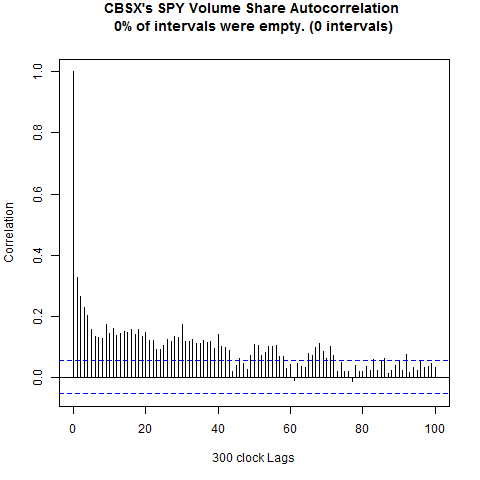 CBSX's SPY Volume Share Autocorrelation
0% of intervals were empty. (0 intervals)
1.0
0.8
0.6
0.4
0.2
0.0
Correlation
0 20 40 60 80 100
300 clock Lags